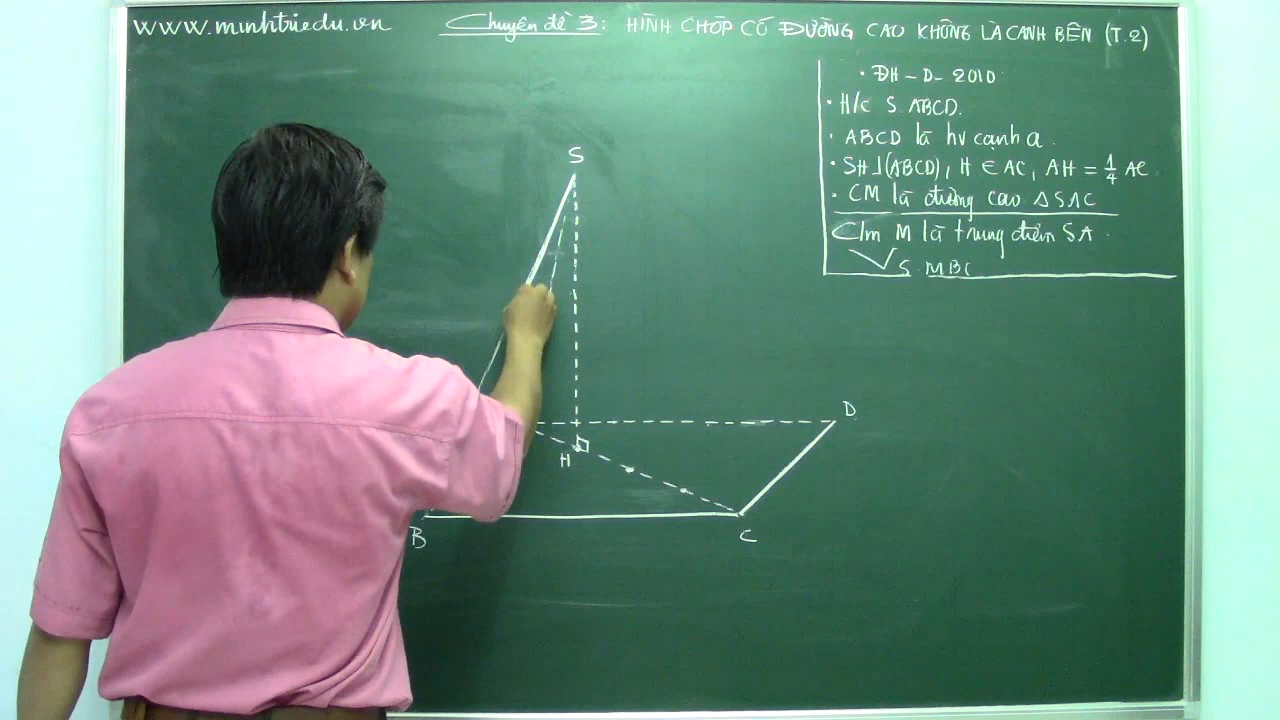 www.minhtriedu.vn
Chuyên đề 3: HÌNH CHÓP CÓ ĐƯỜNG CAO KHÔNG LÀ CẠNH BÊN (T.2)
• ĐH - D - 2010
• H/c S.ABCD.
• ABCD là hv cạnh a.
• SH⊥(ABCD), H ∈ AC, AH = 1/4 AC
• CM là đường cao ΔSAC
C/m M là trung điểm SA.
√S.MBC
S
D
H
B
C